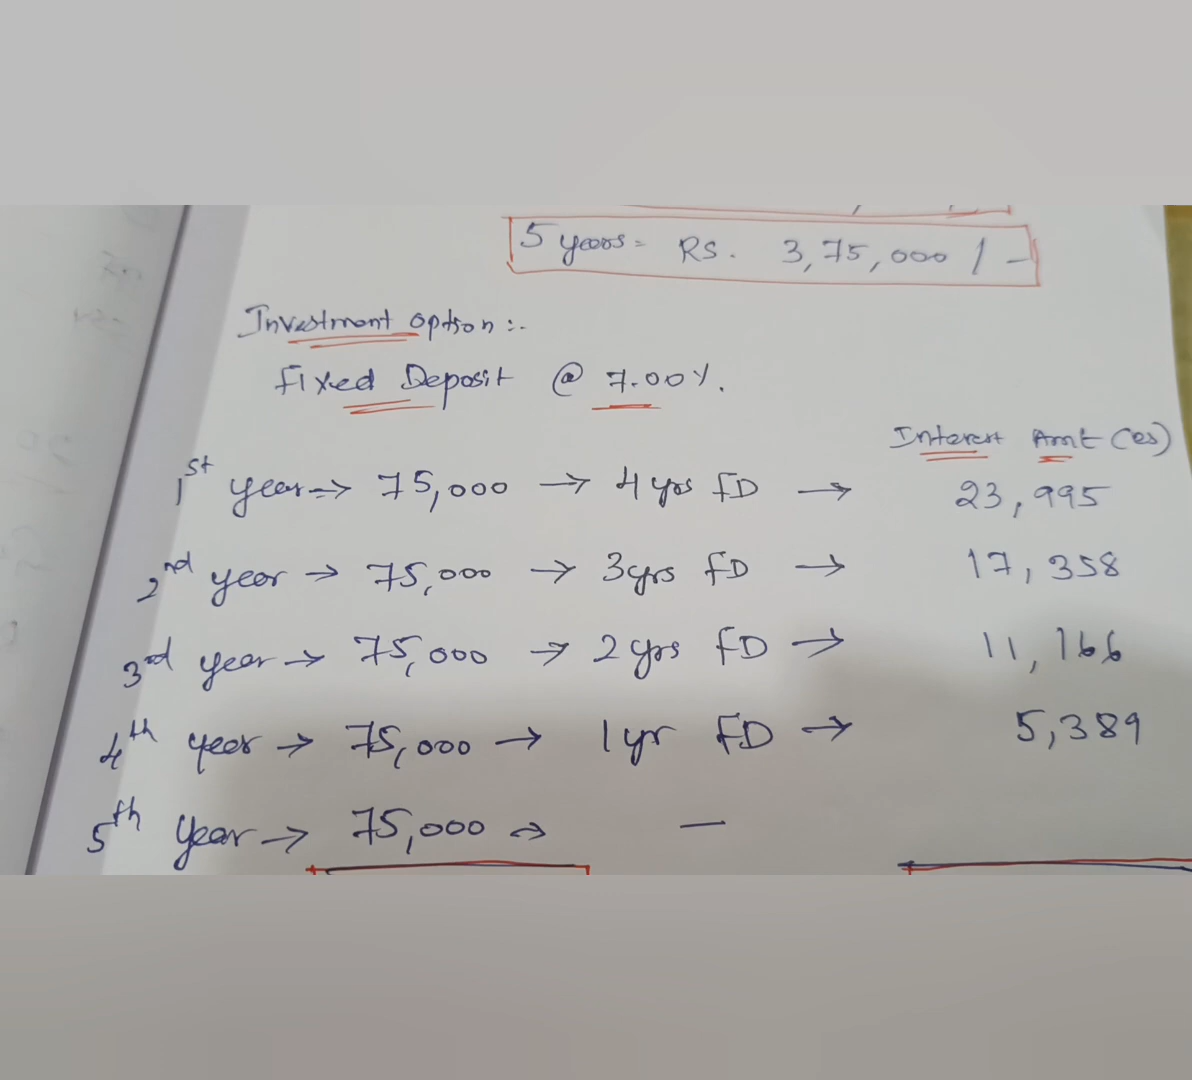 5 years = RS. 3,75,000/-
Investment option :-
Fixed Deposit @ 7.00%.
Interest Amt (Rs)
1st year → 75,000 → 4 yrs FD → 23,995
2nd year → 75,000 → 3yrs FD → 17,358
3rd year → 75,000 → 2 yrs FD → 11,166
4th year → 75,000 → 1 yr FD → 5,389
5th year → 75,000 → —